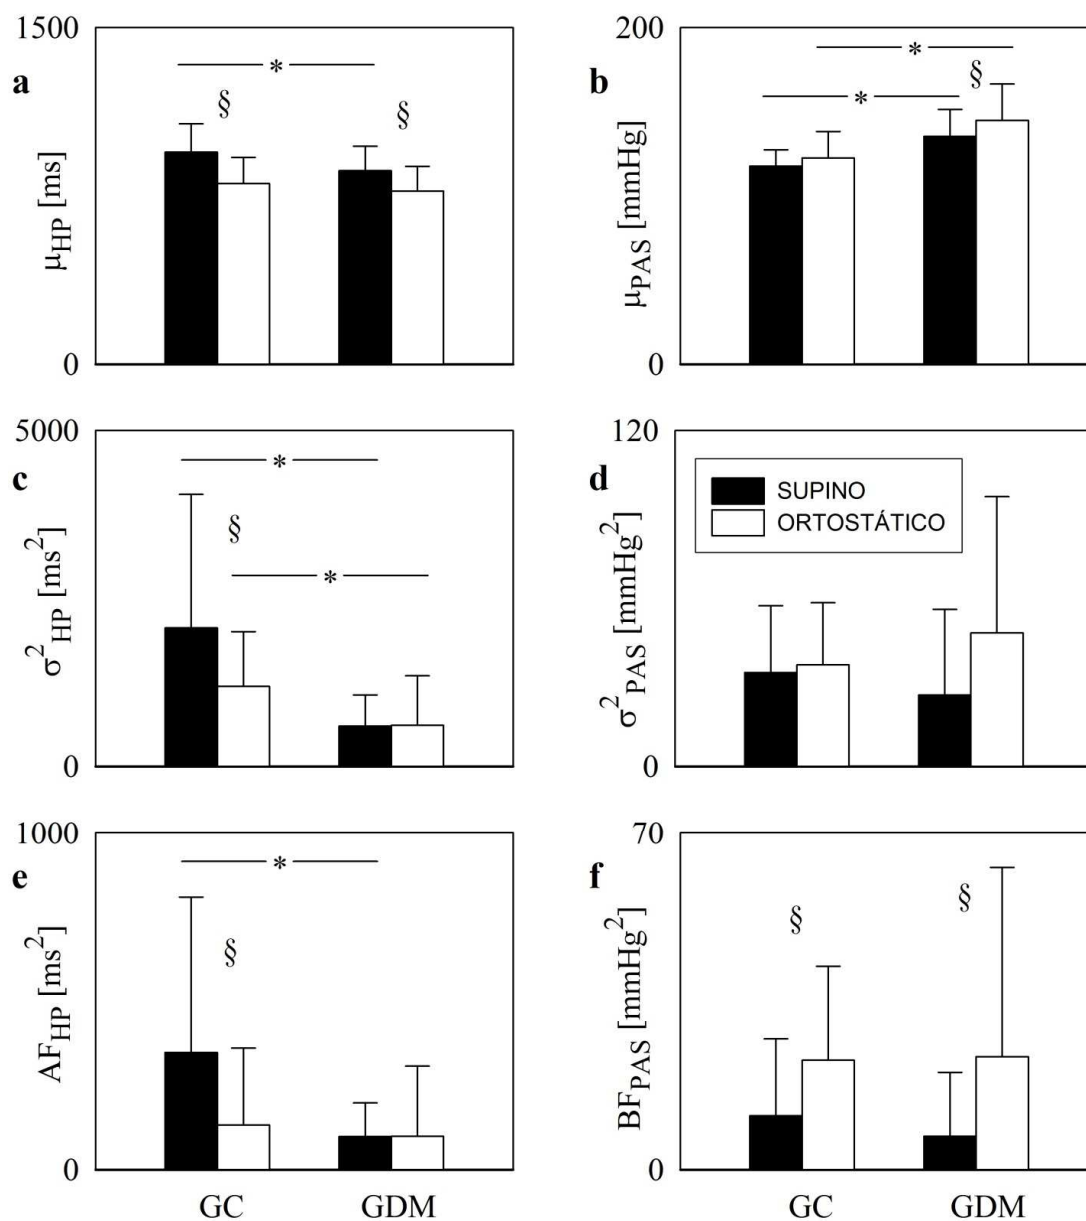 1500
a
*
§
§
μHP [ms]
0
200
b
*
*
§
μPAS [mmHg]
0
5000
c
*
§
*
σ²HP [ms²]
0
120
d
SUPINO
ORTOSTÁTICO
σ²PAS [mmHg²]
0
1000
e
*
§
AFHP [ms²]
0
GC
GDM
70
f
§
§
BFPAS [mmHg²]
0
GC
GDM